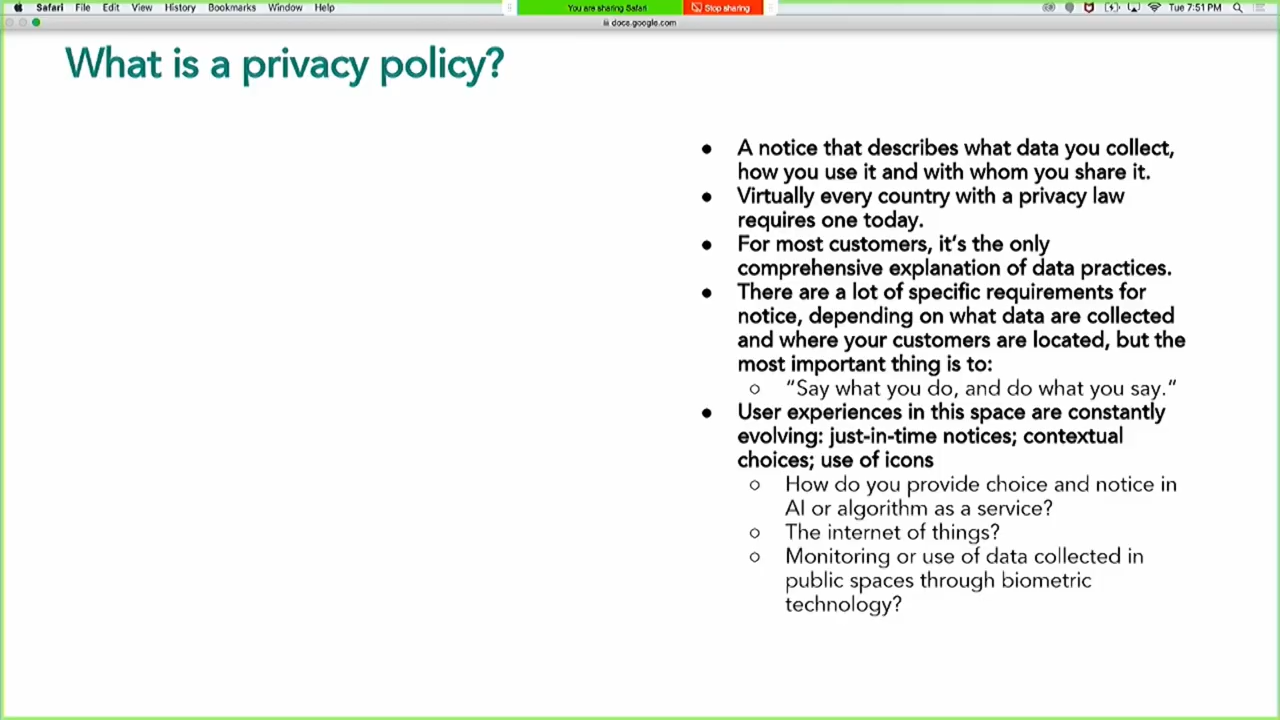 Safari File Edit View History Bookmarks Window Help
You are sharing Safari
Stop sharing
Tue 7:51 PM
docs.google.com
What is a privacy policy?
● A notice that describes what data you collect,
how you use it and with whom you share it.
● Virtually every country with a privacy law
requires one today.
● For most customers, it’s the only
comprehensive explanation of data practices.
● There are a lot of specific requirements for
notice, depending on what data are collected
and where your customers are located, but the
most important thing is to:
○ “Say what you do, and do what you say.”
● User experiences in this space are constantly
evolving: just-in-time notices; contextual
choices; use of icons
○ How do you provide choice and notice in
AI or algorithm as a service?
○ The internet of things?
○ Monitoring or use of data collected in
public spaces through biometric
technology?